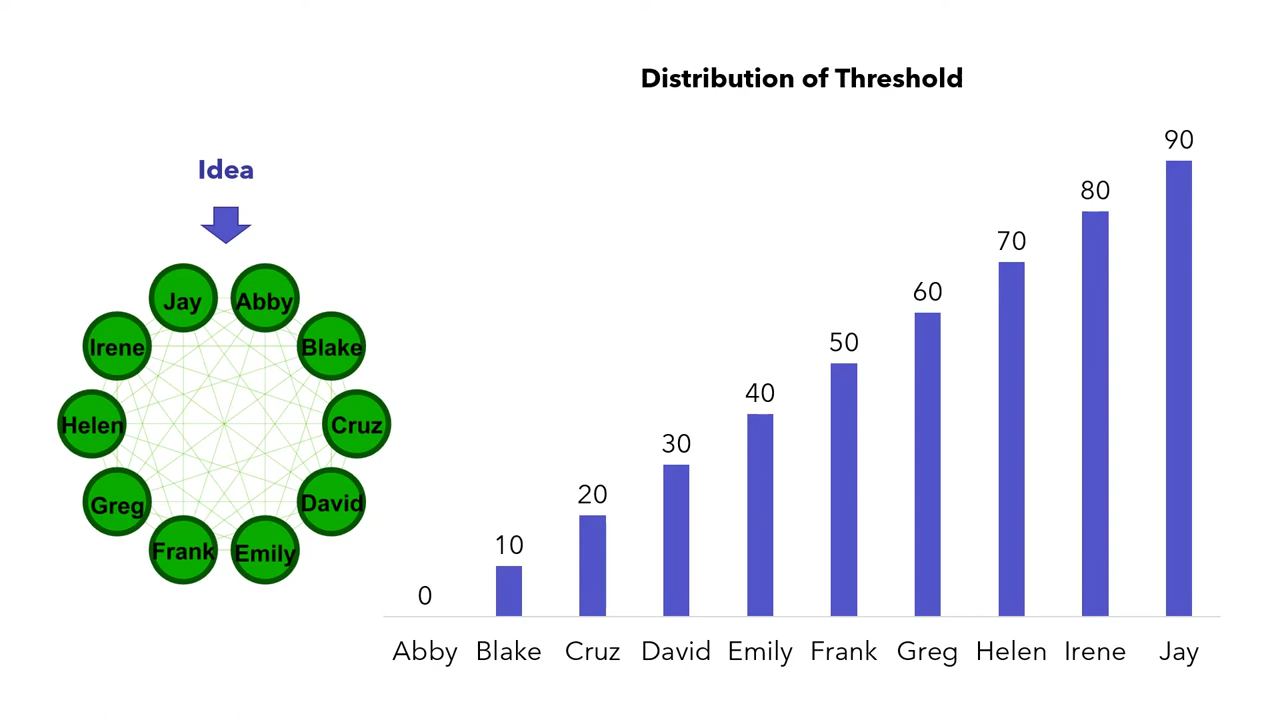 Distribution of Threshold
Idea
Jay
Abby
Irene
Blake
Helen
Cruz
Greg
David
Frank
Emily
0
10
20
30
40
50
60
70
80
90
Abby Blake Cruz David Emily Frank Greg Helen Irene Jay